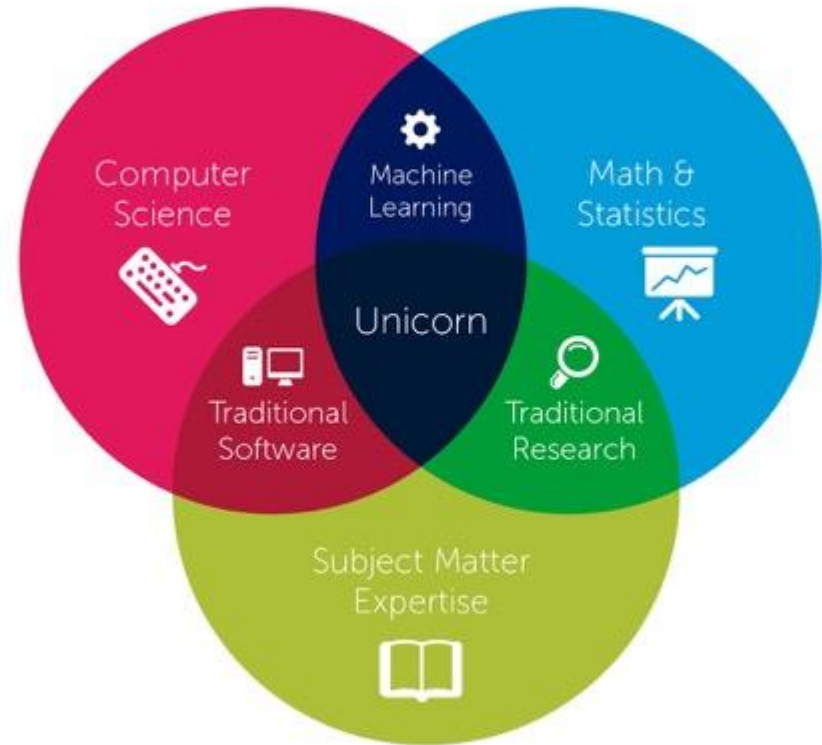 Computer
Science
Machine
Learning
Math &
Statistics
Unicorn
Traditional
Software
Traditional
Research
Subject Matter
Expertise